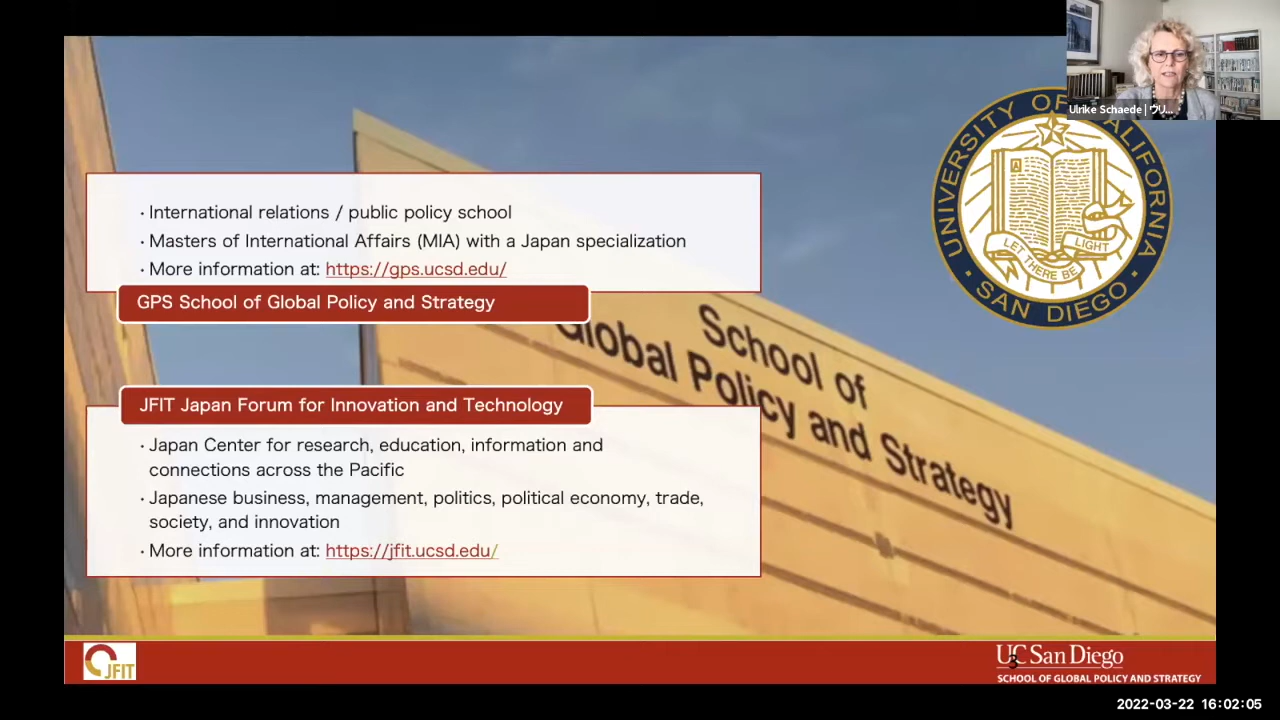 Ulrike Schaede | ヴリ...
UNIVERSITY OF CALIFORNIA
A
LET THERE BE
LIGHT
• SAN DIEGO •
· International relations / public policy school
· Masters of International Affairs (MIA) with a Japan specialization
· More information at: https://gps.ucsd.edu/
GPS School of Global Policy and Strategy
School of
Global Policy and Strategy
JFIT Japan Forum for Innovation and Technology
· Japan Center for research, education, information and
connections across the Pacific
· Japanese business, management, politics, political economy, trade,
society, and innovation
· More information at: https://jfit.ucsd.edu/
JFIT
UC San Diego
3
SCHOOL OF GLOBAL POLICY AND STRATEGY
2022-03-22 16:02:05